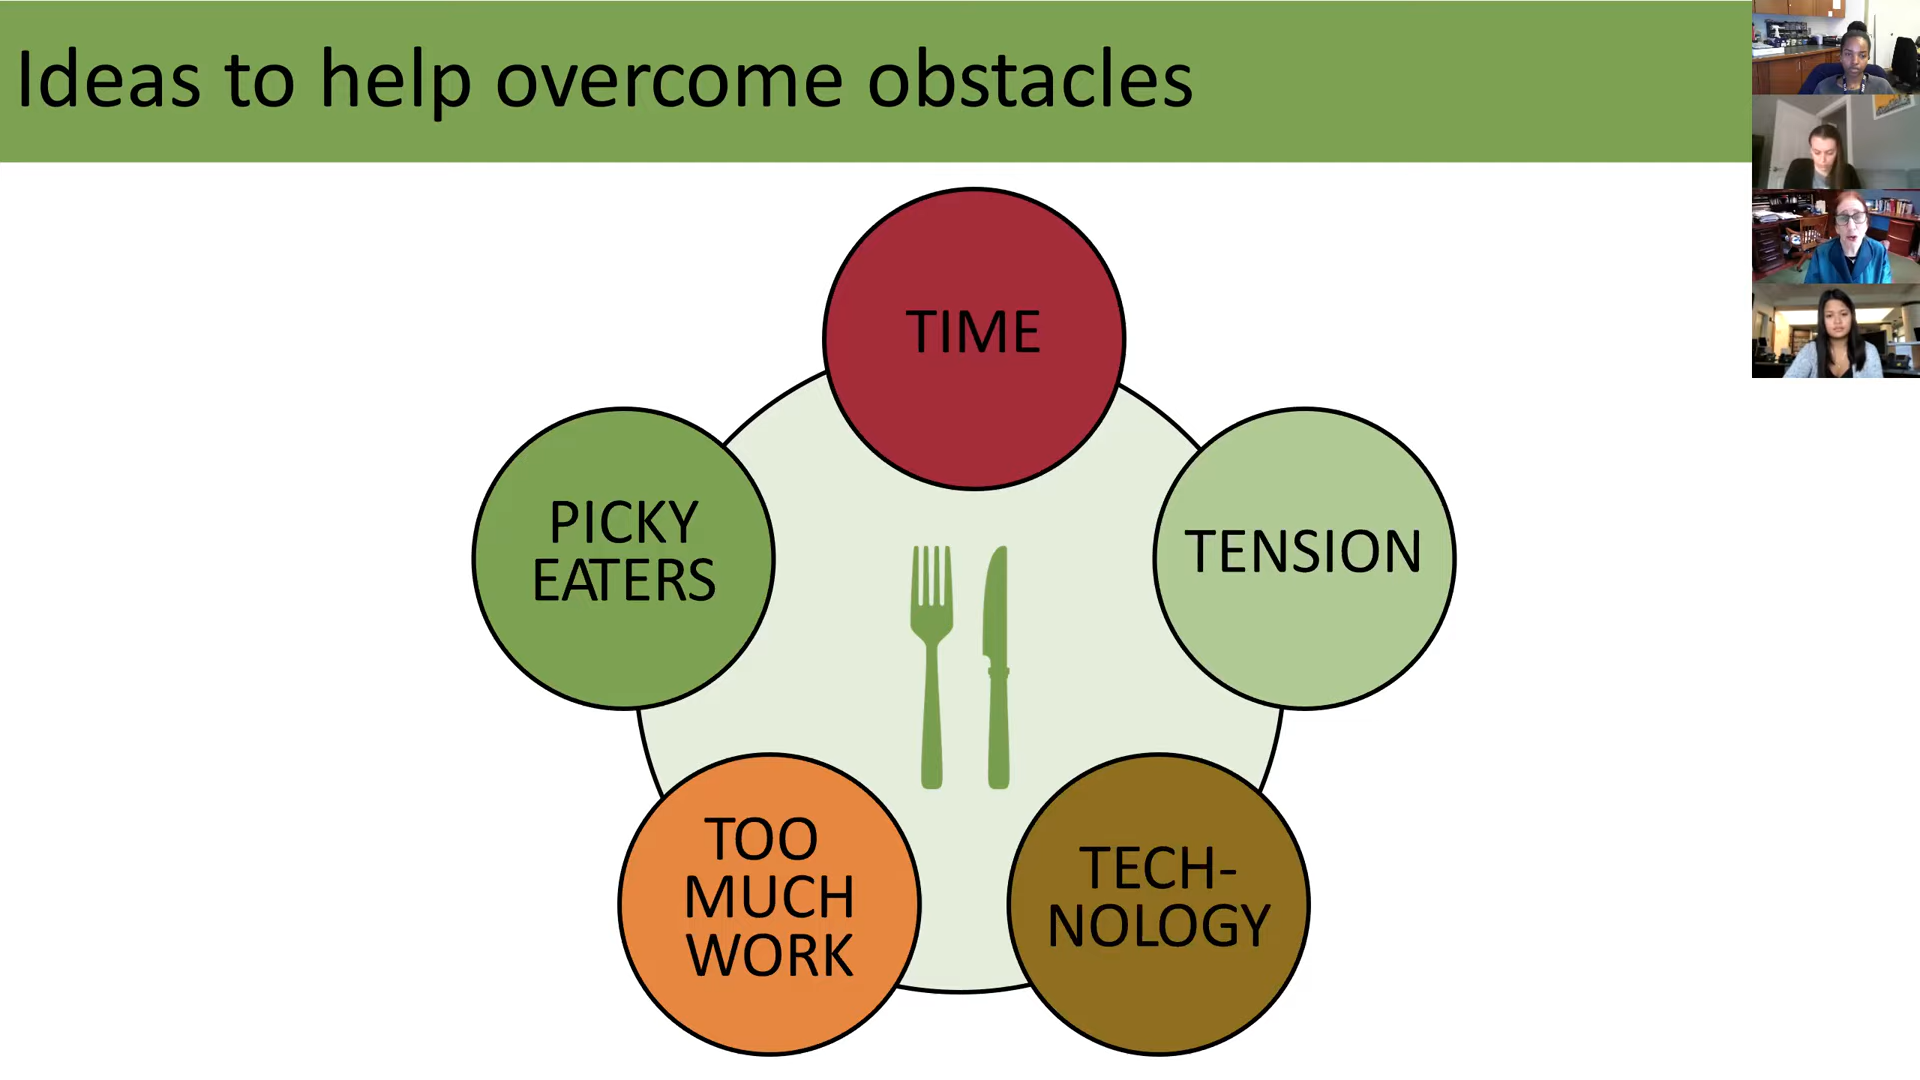 Ideas to help overcome obstacles
TIME
PICKY
EATERS
TENSION
TOO
MUCH
WORK
TECH-
NOLOGY